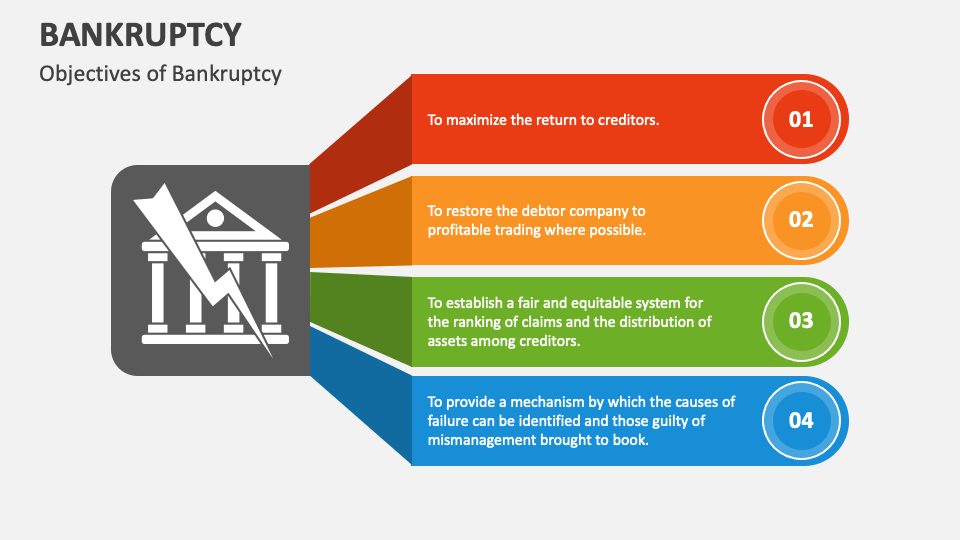 BANKRUPTCY
Objectives of Bankruptcy
To maximize the return to creditors.
01
To restore the debtor company to
profitable trading where possible.
02
To establish a fair and equitable system for
the ranking of claims and the distribution of
assets among creditors.
03
To provide a mechanism by which the causes of
failure can be identified and those guilty of
mismanagement brought to book.
04